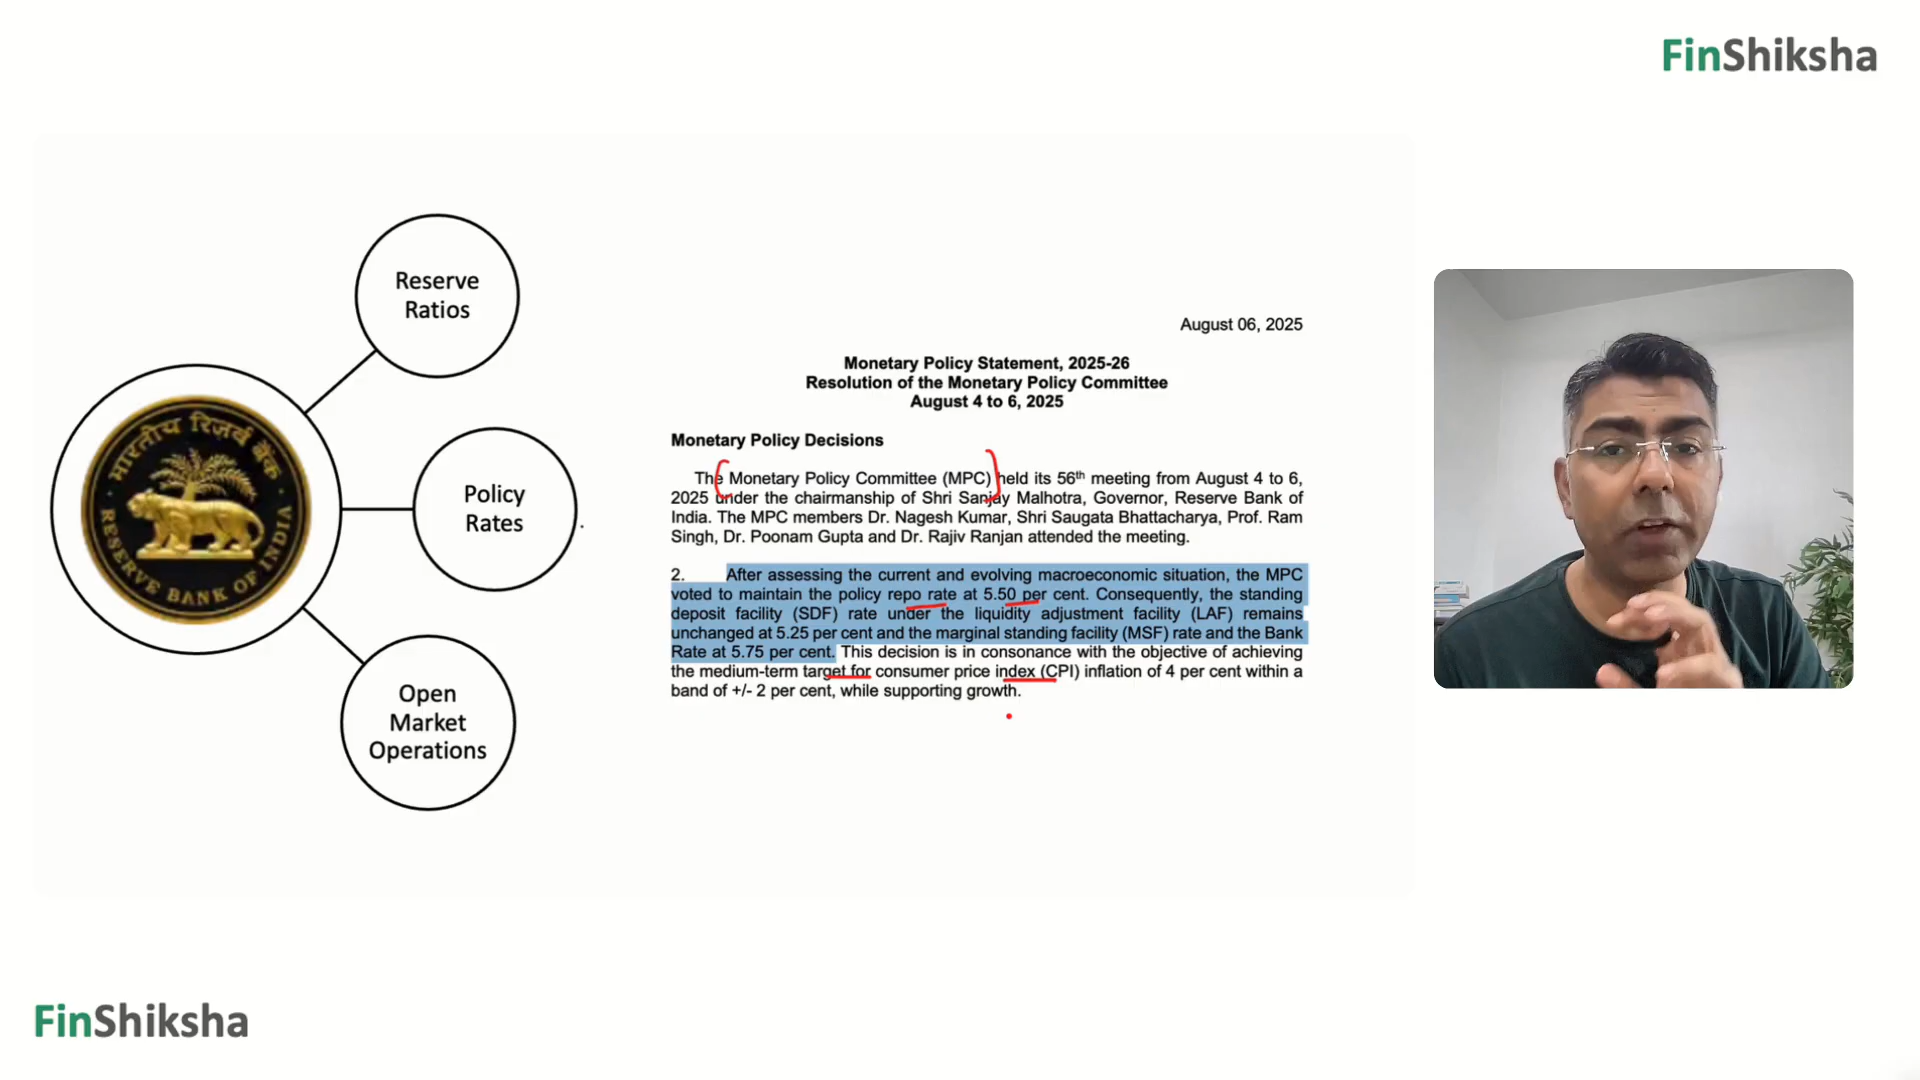 FinShiksha
Reserve
Ratios
भारतीय रिज़र्व बैंक
RESERVE BANK OF INDIA
Policy
Rates
Open
Market
Operations
August 06, 2025
Monetary Policy Statement, 2025-26
Resolution of the Monetary Policy Committee
August 4 to 6, 2025
Monetary Policy Decisions
The Monetary Policy Committee (MPC) held its 56th meeting from August 4 to 6,
2025 under the chairmanship of Shri Sanjay Malhotra, Governor, Reserve Bank of
India. The MPC members Dr. Nagesh Kumar, Shri Saugata Bhattacharya, Prof. Ram
Singh, Dr. Poonam Gupta and Dr. Rajiv Ranjan attended the meeting.
2. After assessing the current and evolving macroeconomic situation, the MPC
voted to maintain the policy repo rate at 5.50 per cent. Consequently, the standing
deposit facility (SDF) rate under the liquidity adjustment facility (LAF) remains
unchanged at 5.25 per cent and the marginal standing facility (MSF) rate and the Bank
Rate at 5.75 per cent. This decision is in consonance with the objective of achieving
the medium-term target for consumer price index (CPI) inflation of 4 per cent within a
band of +/- 2 per cent, while supporting growth.
FinShiksha